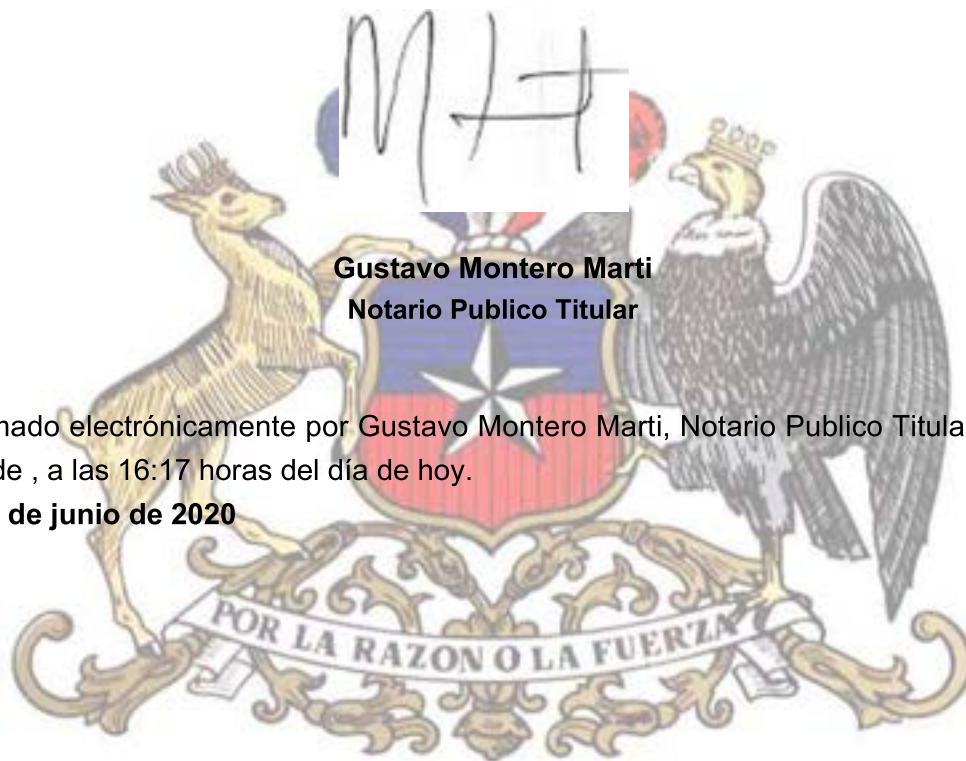 Gustavo Montero Marti
Notario Publico Titular
mado electrónicamente por Gustavo Montero Marti, Notario Publico Titula
de , a las 16:17 horas del día de hoy.
de junio de 2020
POR LA RAZON O LA FUERZA